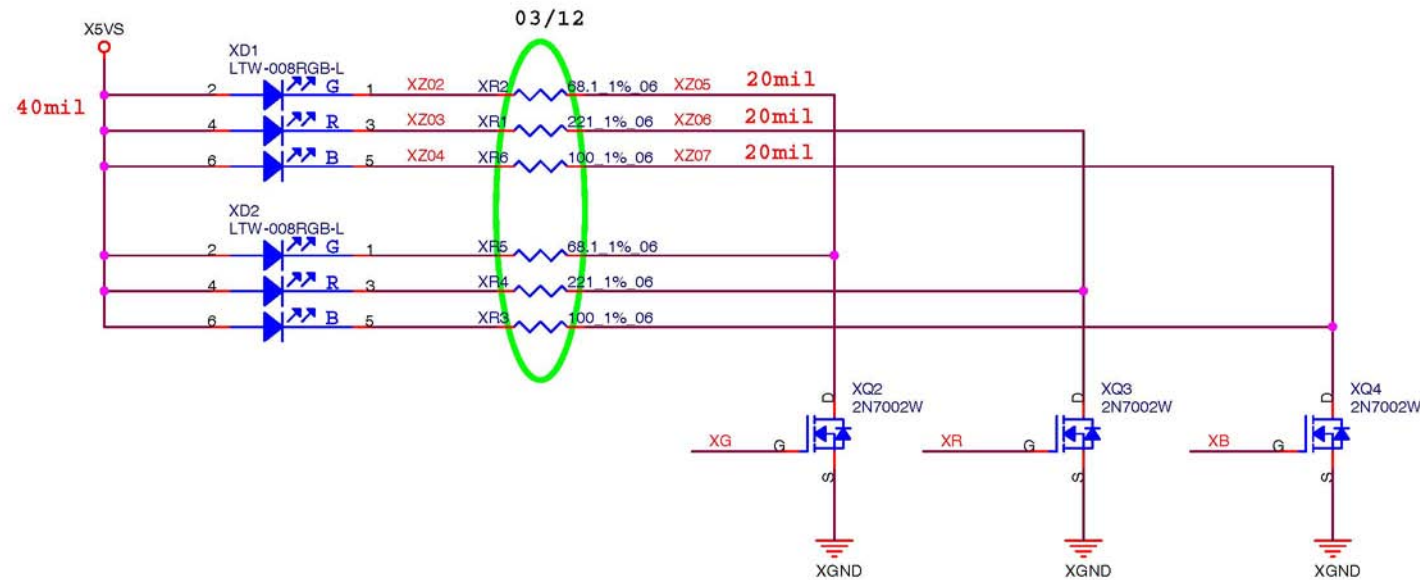 03/12
X5VS
XD1
LTW-008RGB-L
2 G 1 XZ02 XR2 68.1_1%_06 XZ05 20mil
40mil
4 R 3 XZ03 XR1 221_1%_06 XZ06 20mil
6 B 5 XZ04 XR6 100_1%_06 XZ07 20mil
XD2
LTW-008RGB-L
2 G 1 XR5 68.1_1%_06
4 R 3 XR4 221_1%_06
6 B 5 XR3 100_1%_06
D XQ2 D XQ3 D XQ4
2N7002W 2N7002W 2N7002W
XG G XR G XB G
S S S
XGND XGND XGND